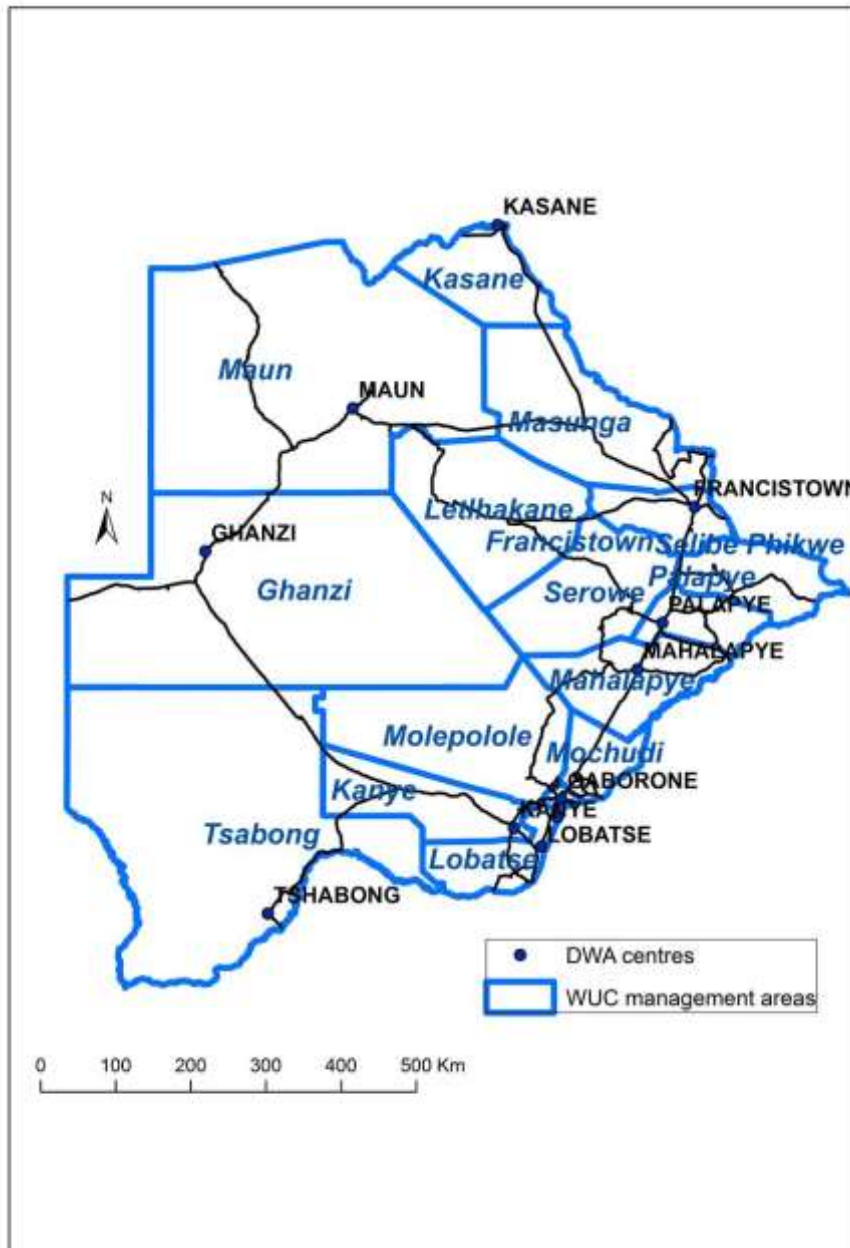 KASANE
Kasane
Maun
MAUN
Masunga
N
Letlhakane
FRANCISTOWN
GHANZI
Francistown
Selibe Phikwe
Ghanzi
Serowe
Palapye
PALAPYE
MAHALAPYE
Mahalapye
Molepolole
Mochudi
GABORONE
Kanye
KANYE
Tsabong
LOBATSE
Lobatse
TSHABONG
DWA centres
WUC management areas
0 100 200 300 400 500 Km